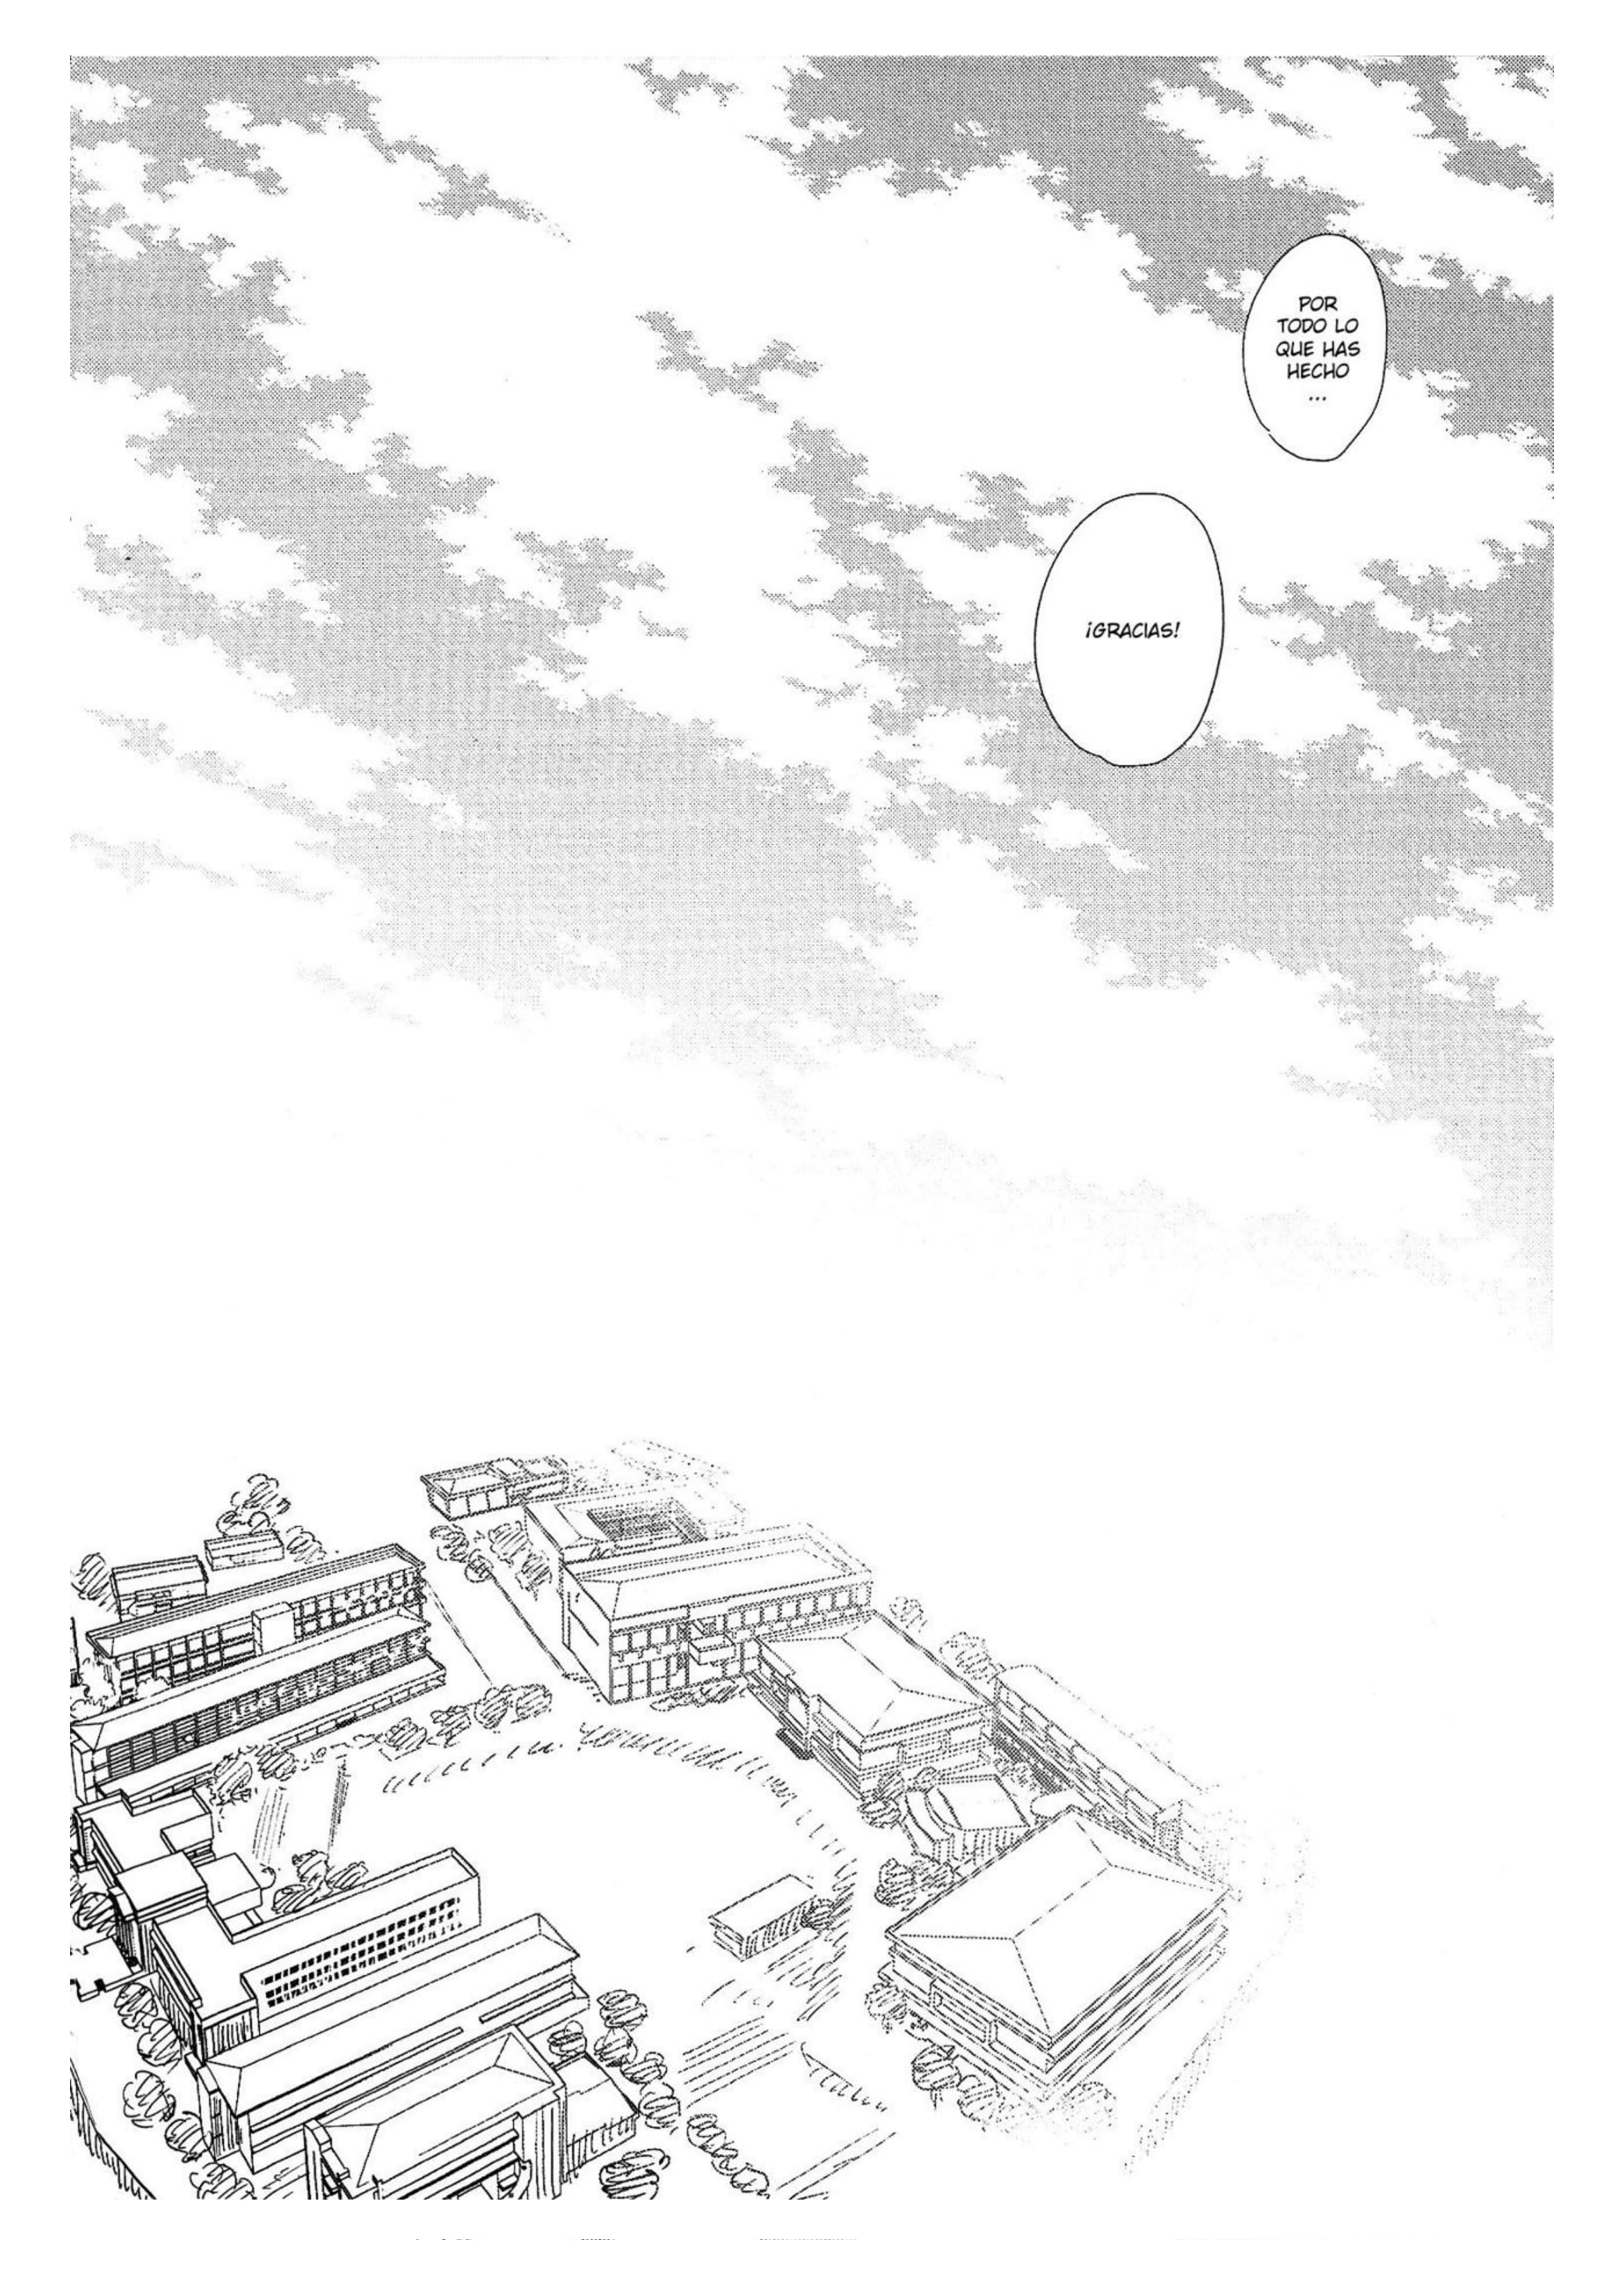 POR
TODO LO
QUE HAS
HECHO
...
¡GRACIAS!